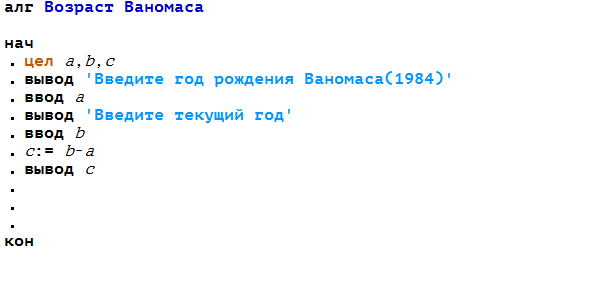 алг Возраст Ваномаса
нач
. цел a,b,c
. вывод 'Введите год рождения Ваномаса(1984)'
. ввод a
. вывод 'Введите текущий год'
. ввод b
. c:= b-a
. вывод c
.
.
.
кон